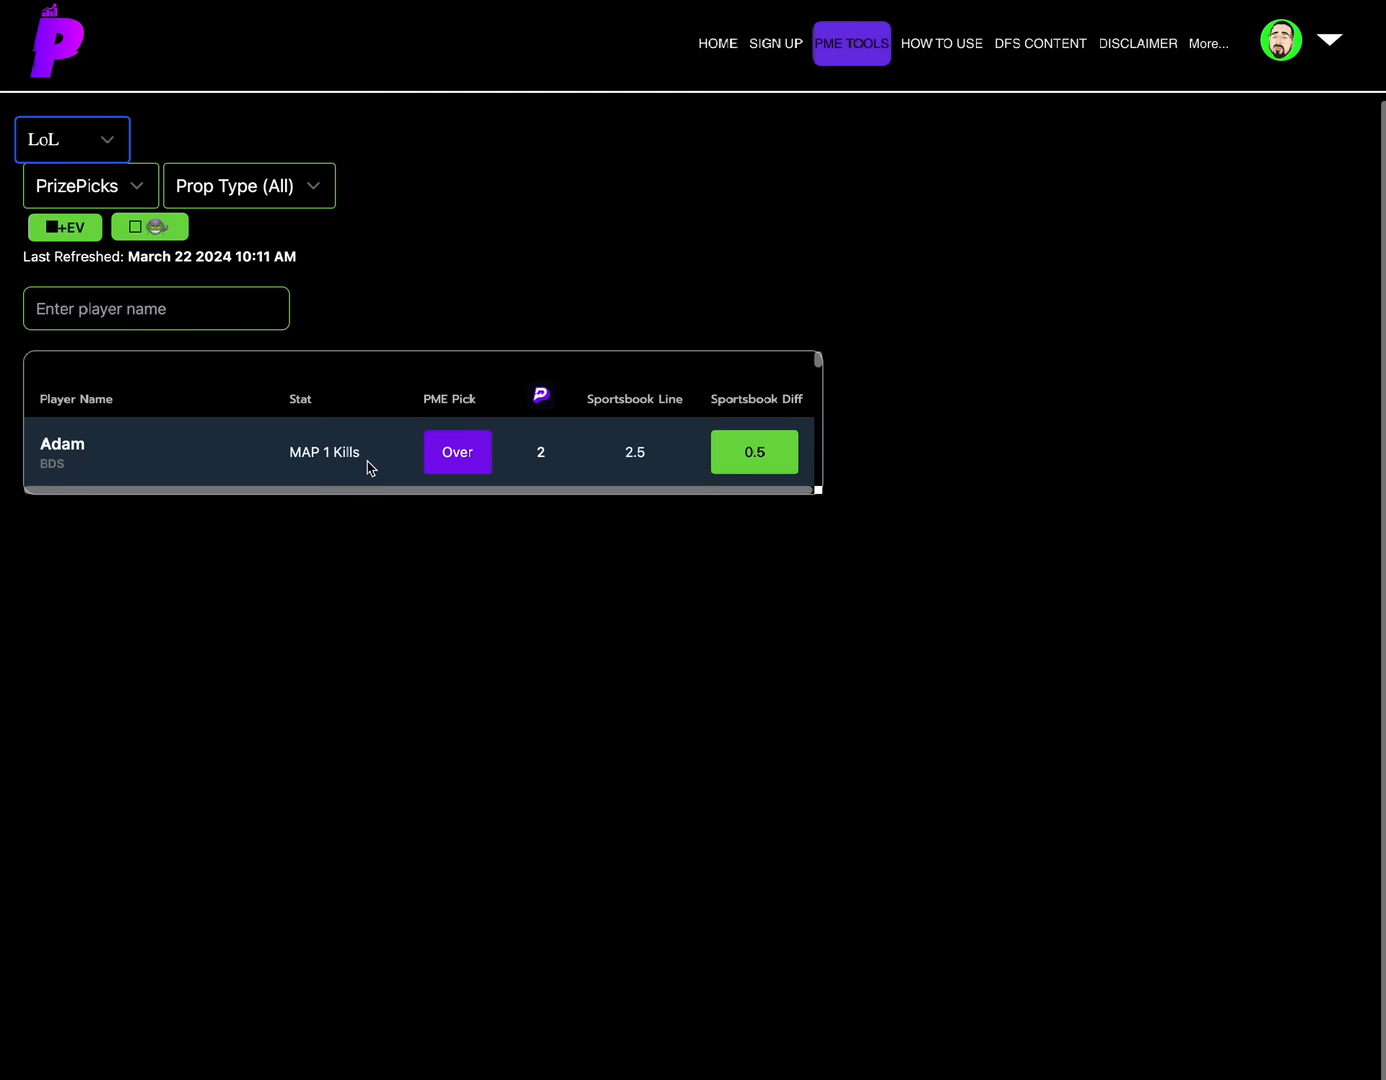 HOME SIGN UP PME TOOLS HOW TO USE DFS CONTENT DISCLAIMER More...
LoL
PrizePicks Prop Type (All)
+EV
Last Refreshed: March 22 2024 10:11 AM
Enter player name
Player Name Stat PME Pick Sportsbook Line Sportsbook Diff
Adam MAP 1 Kills Over 2 2.5 0.5
BDS